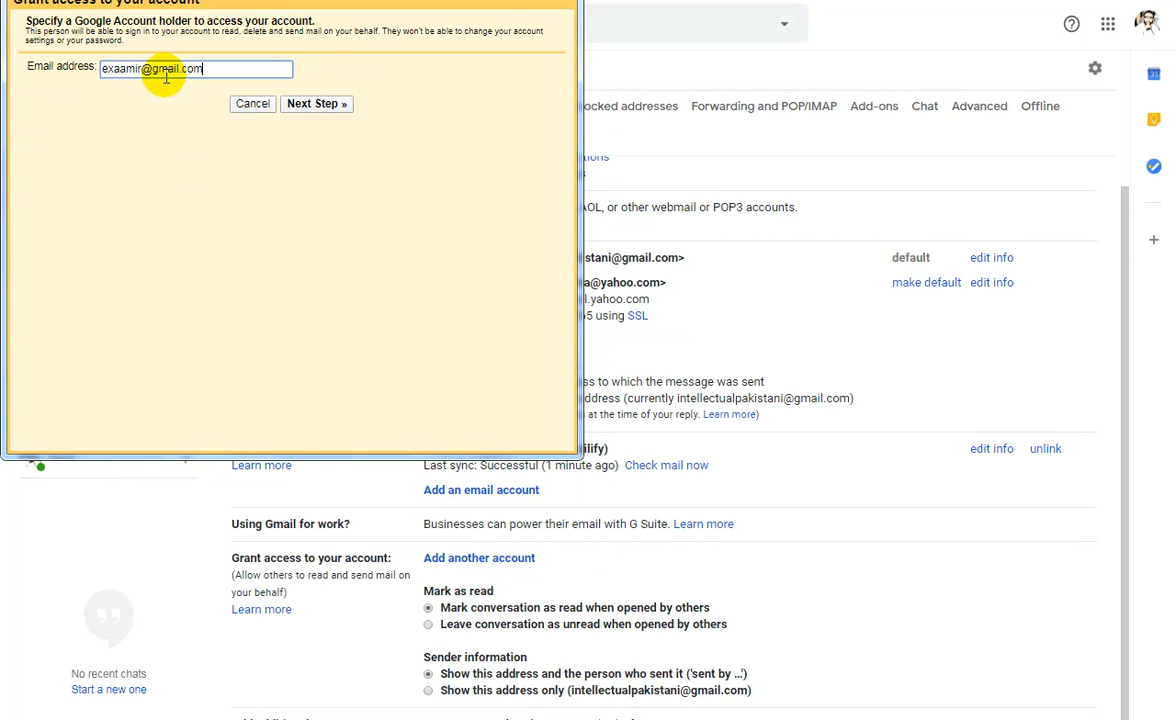 Grant access to your account
Specify a Google Account holder to access your account.
This person will be able to sign in to your account to read, delete and send mail on your behalf. They won't be able to change your account
settings or your password.
Email address: exaamir@gmail.com
Cancel Next Step »
ocked addresses Forwarding and POP/IMAP Add-ons Chat Advanced Offline
31
tions
s
AOL, or other webmail or POP3 accounts.
stani@gmail.com> default edit info
a@yahoo.com> make default edit info
l.yahoo.com
65 using SSL
ss to which the message was sent
ddress (currently intellectualpakistani@gmail.com)
at the time of your reply. Learn more)
ilify) edit info unlink
Learn more Last sync: Successful (1 minute ago) Check mail now
Add an email account
Using Gmail for work? Businesses can power their email with G Suite. Learn more
Grant access to your account: Add another account
(Allow others to read and send mail on
your behalf)
Learn more
Mark as read
Mark conversation as read when opened by others
Leave conversation as unread when opened by others
Sender information
Show this address and the person who sent it ('sent by ...')
Show this address only (intellectualpakistani@gmail.com)
No recent chats
Start a new one